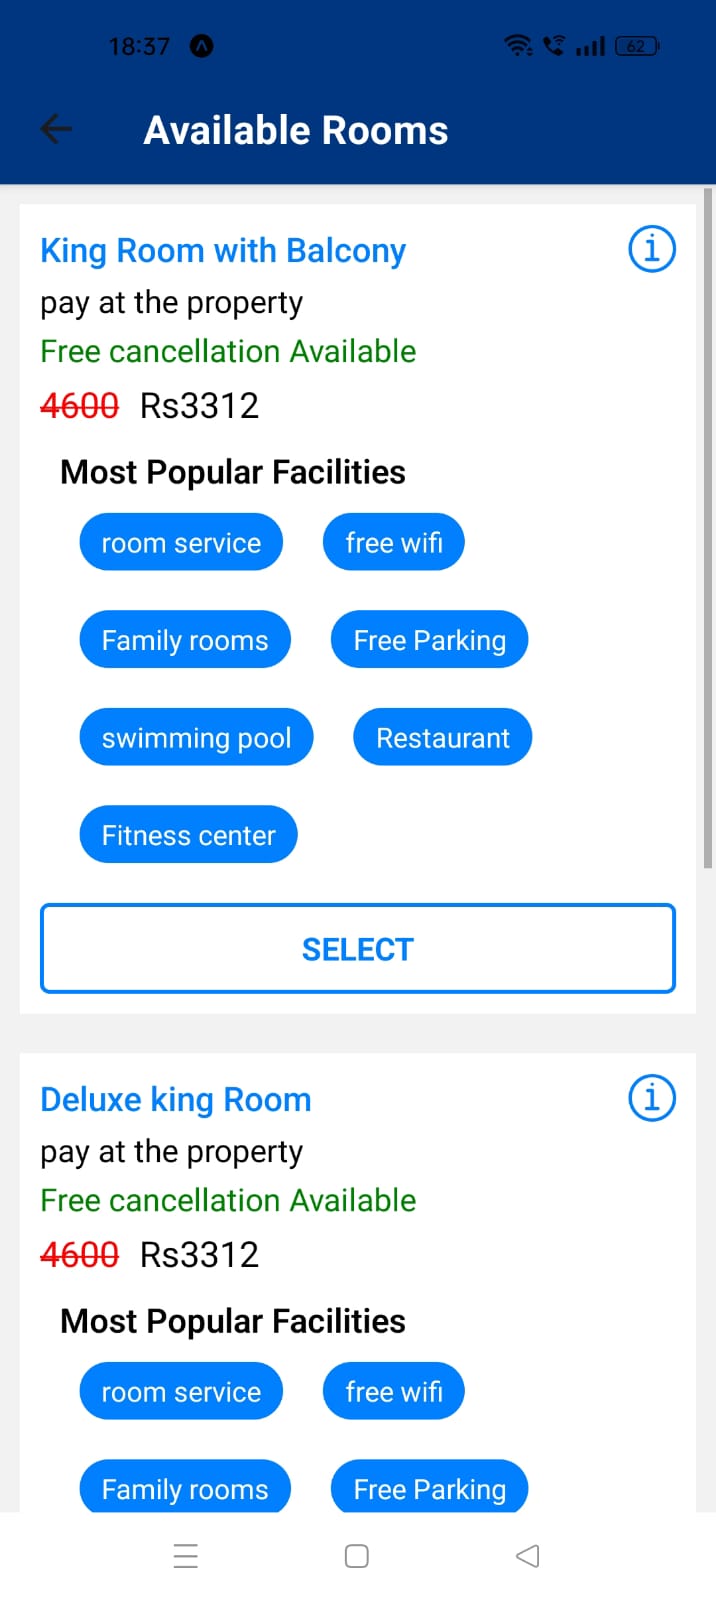 18:37 62
Available Rooms
King Room with Balcony
pay at the property
Free cancellation Available
4600 Rs3312
Most Popular Facilities
room service free wifi
Family rooms Free Parking
swimming pool Restaurant
Fitness center
SELECT
Deluxe king Room
pay at the property
Free cancellation Available
4600 Rs3312
Most Popular Facilities
room service free wifi
Family rooms Free Parking